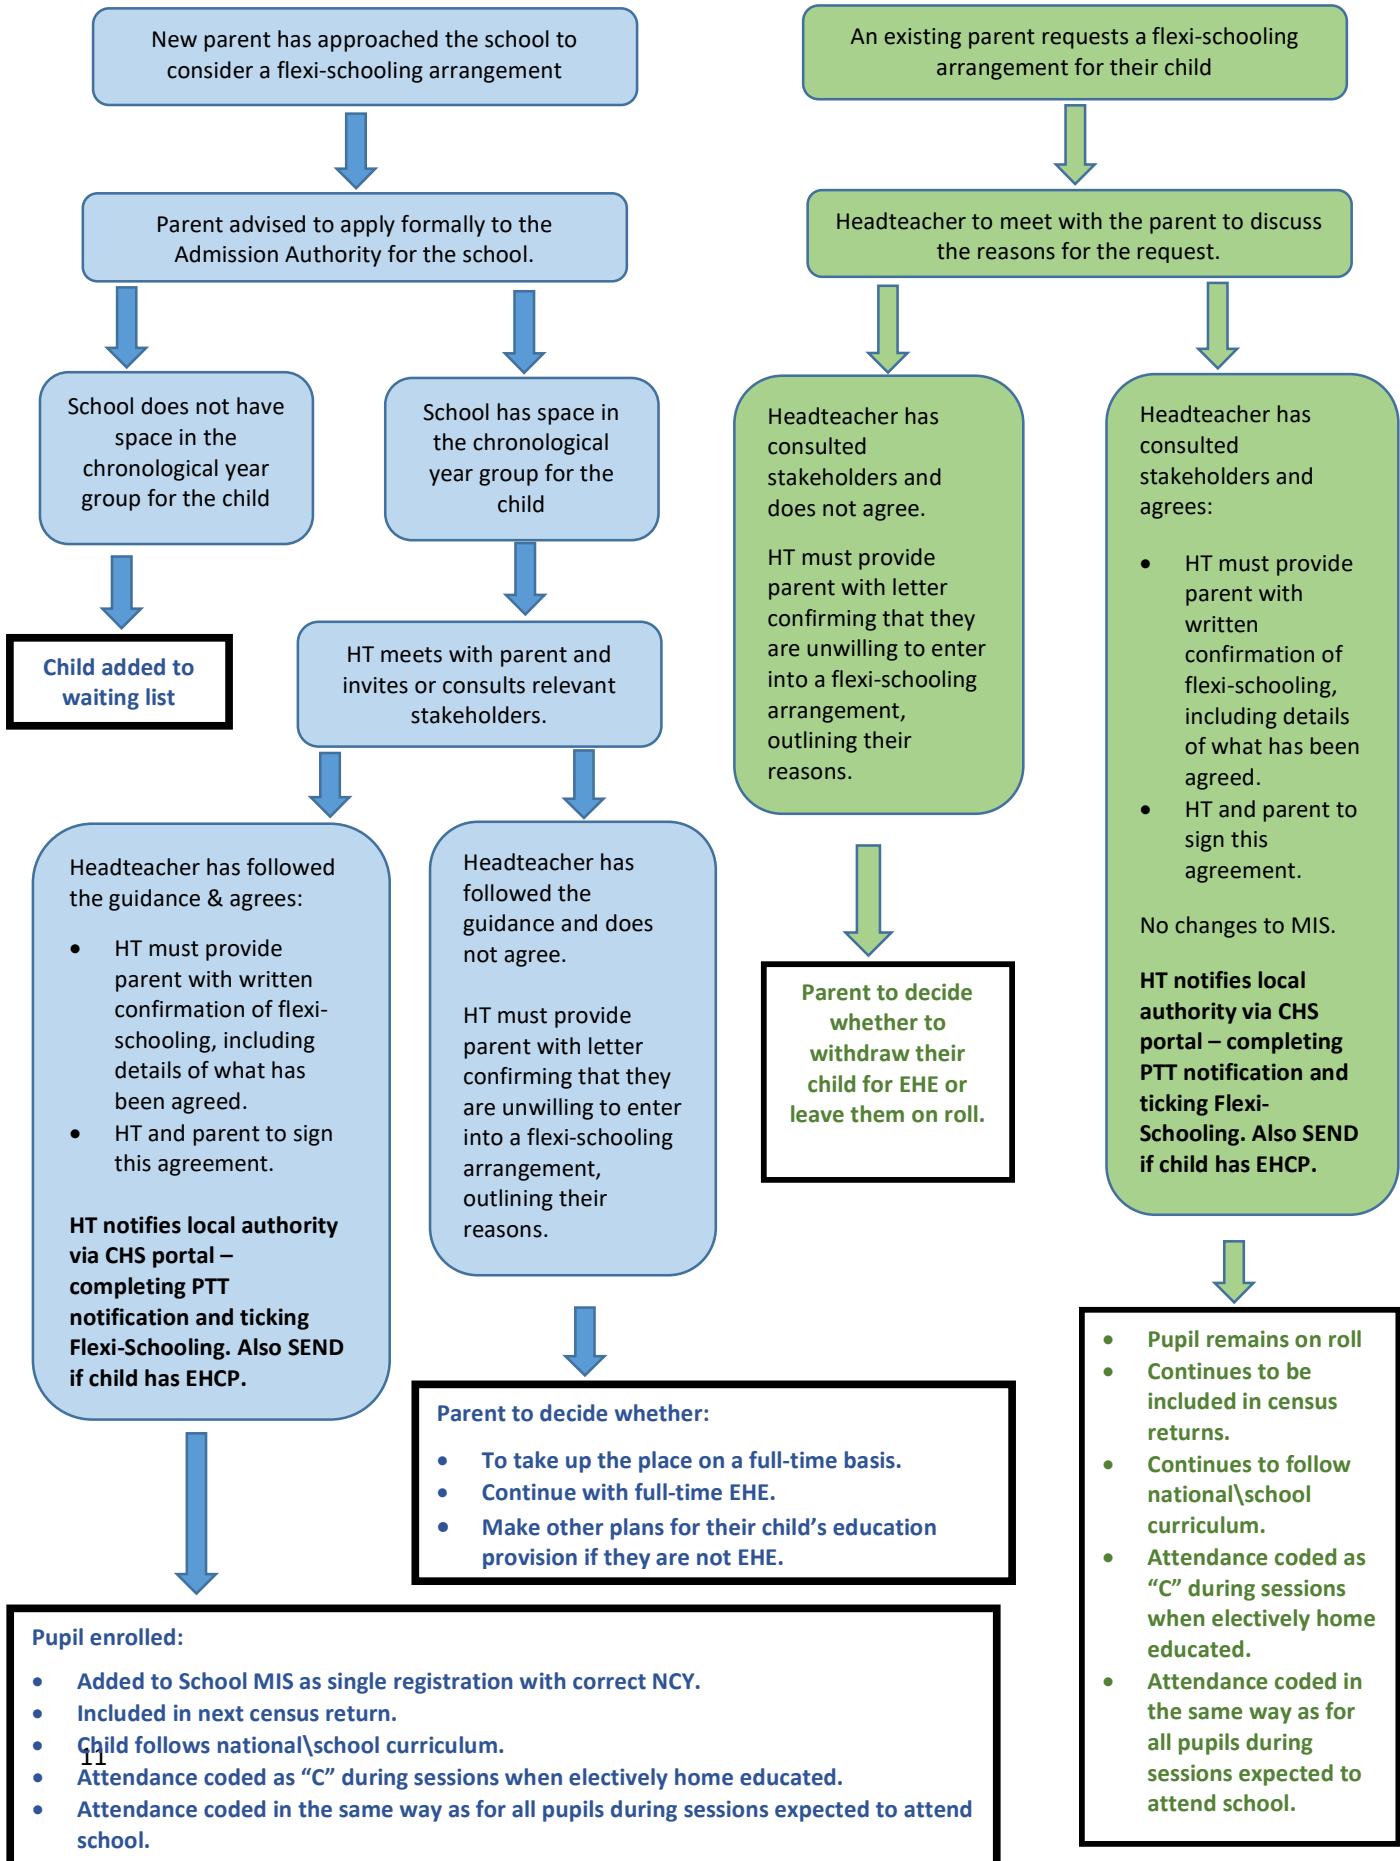 New parent has approached the school to
consider a flexi-schooling arrangement
Parent advised to apply formally to the
Admission Authority for the school.
School does not have
space in the
chronological year
group for the child
School has space in
the chronological
year group for the
child
Child added to
waiting list
HT meets with parent and
invites or consults relevant
stakeholders.
Headteacher has followed
the guidance & agrees:
• HT must provide
parent with written
confirmation of flexi-
schooling, including
details of what has
been agreed.
• HT and parent to sign
this agreement.
HT notifies local authority
via CHS portal –
completing PTT
notification and ticking
Flexi-Schooling. Also SEND
if child has EHCP.
Headteacher has
followed the
guidance and does
not agree.
HT must provide
parent with letter
confirming that they
are unwilling to enter
into a flexi-schooling
arrangement,
outlining their
reasons.
Parent to decide whether:
• To take up the place on a full-time basis.
• Continue with full-time EHE.
• Make other plans for their child’s education
provision if they are not EHE.
Pupil enrolled:
• Added to School MIS as single registration with correct NCY.
• Included in next census return.
• Child follows national\school curriculum.
• Attendance coded as “C” during sessions when electively home educated.
• Attendance coded in the same way as for all pupils during sessions expected to attend
school.
11
An existing parent requests a flexi-schooling
arrangement for their child
Headteacher to meet with the parent to discuss
the reasons for the request.
Headteacher has
consulted
stakeholders and
does not agree.
HT must provide
parent with letter
confirming that they
are unwilling to enter
into a flexi-schooling
arrangement,
outlining their
reasons.
Parent to decide
whether to
withdraw their
child for EHE or
leave them on roll.
Headteacher has
consulted
stakeholders and
agrees:
• HT must provide
parent with
written
confirmation of
flexi-schooling,
including details
of what has been
agreed.
• HT and parent to
sign this
agreement.
No changes to MIS.
HT notifies local
authority via CHS
portal – completing
PTT notification and
ticking Flexi-
Schooling. Also SEND
if child has EHCP.
• Pupil remains on roll
• Continues to be
included in census
returns.
• Continues to follow
national\school
curriculum.
• Attendance coded as
“C” during sessions
when electively home
educated.
• Attendance coded in
the same way as for
all pupils during
sessions expected to
attend school.